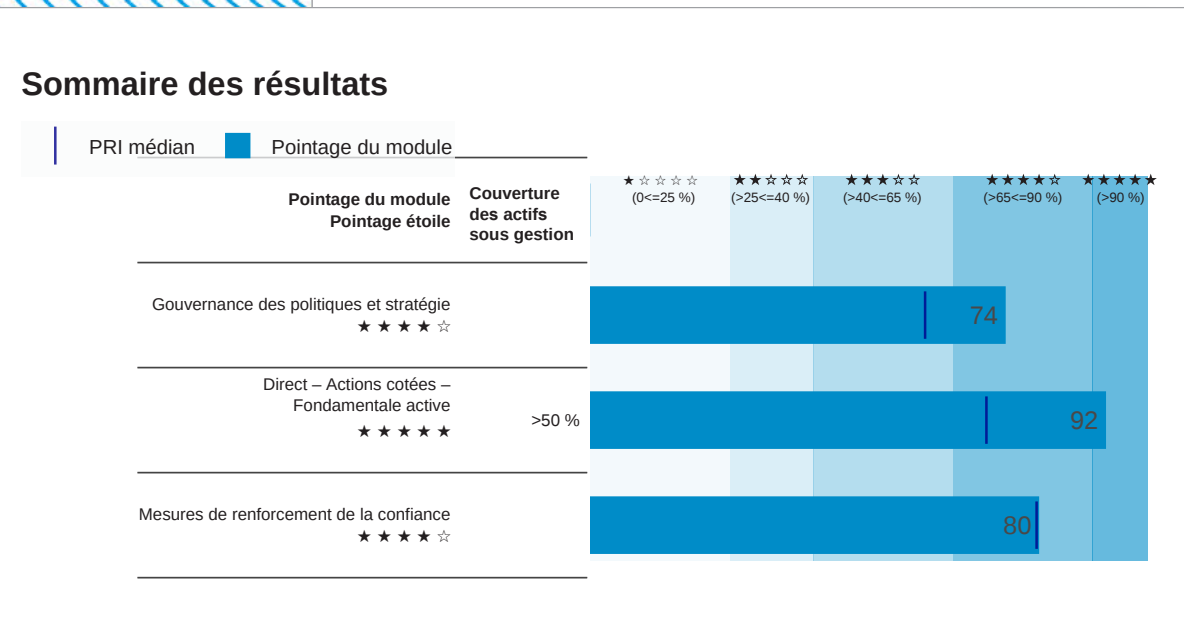 Sommaire des résultats
PRI médian
Pointage du module
Pointage du module
Pointage étoile
Couverture
des actifs
sous gestion
★☆☆☆☆
(0<=25 %)
★★☆☆☆
(>25<=40 %)
★★★☆☆
(>40<=65 %)
★★★★☆
(>65<=90 %)
★★★★★
(>90 %)
Gouvernance des politiques et stratégie
★★★★☆
74
Direct – Actions cotées –
Fondamentale active
★★★★★
>50 %
92
Mesures de renforcement de la confiance
★★★★☆
80